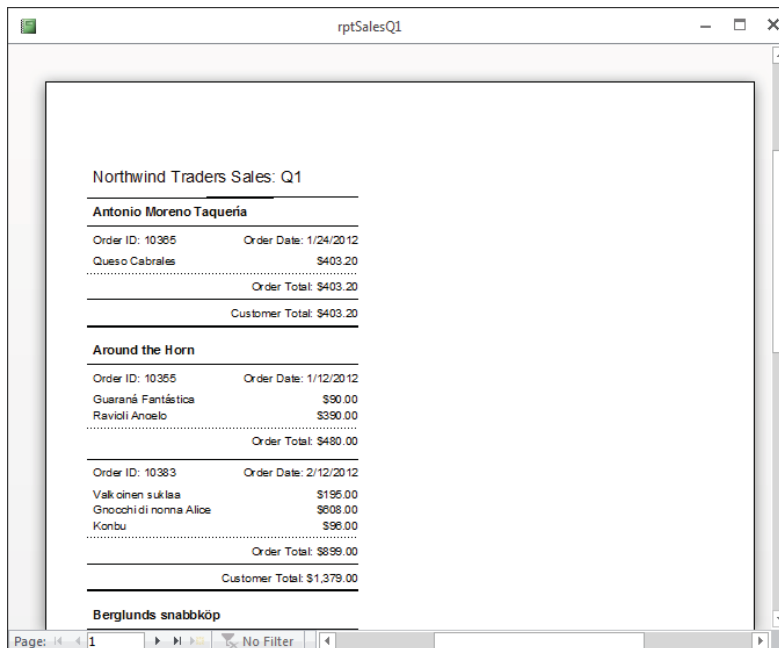 rptSalesQ1
Northwind Traders Sales: Q1
Antonio Moreno Taquería
Order ID: 10365 Order Date: 1/24/2012
Queso Cabrales $403.20
Order Total: $403.20
Customer Total: $403.20
Around the Horn
Order ID: 10355 Order Date: 1/12/2012
Guaraná Fantástica $90.00
Ravioli Angelo $390.00
Order Total: $480.00
Order ID: 10383 Order Date: 2/12/2012
Valkoinen suklaa $195.00
Gnocchi di nonna Alice $608.00
Konbu $96.00
Order Total: $899.00
Customer Total: $1,379.00
Berglunds snabbköp
Page: 1 No Filter